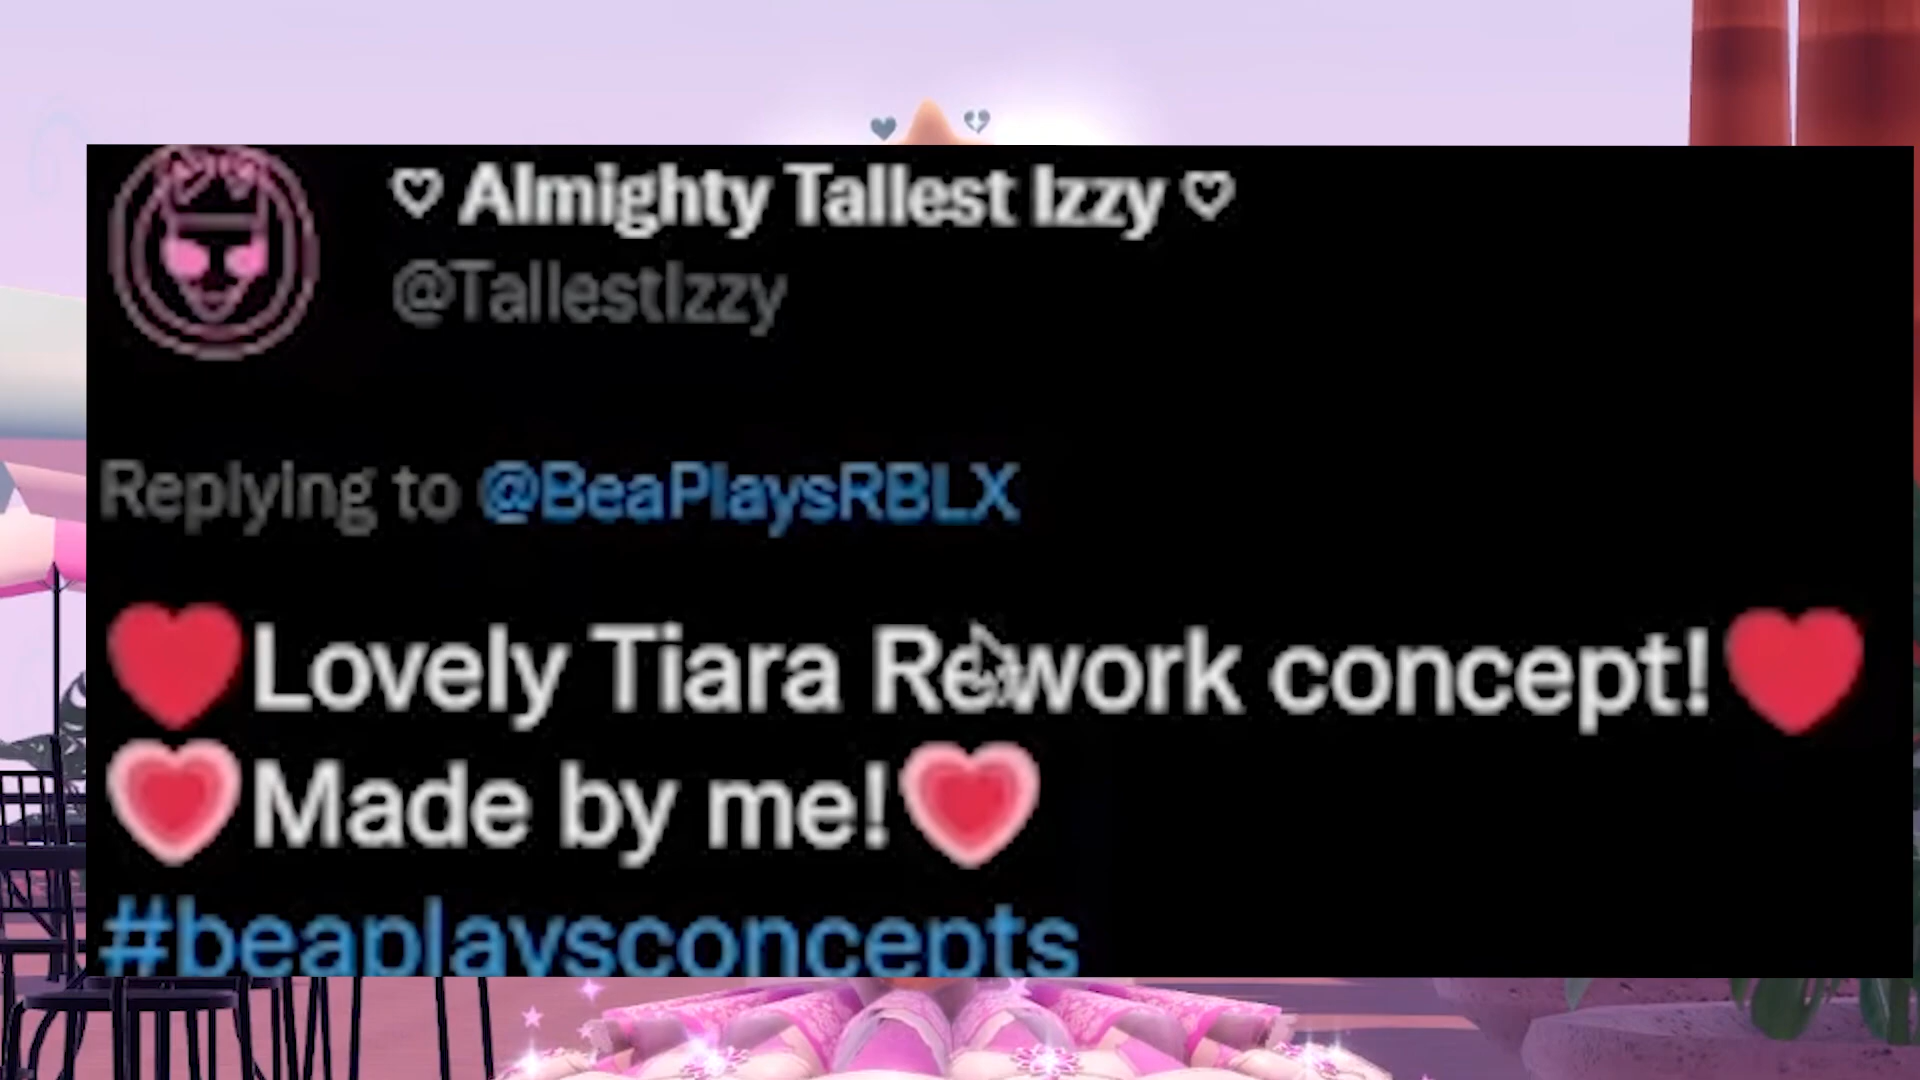 ♡ Almighty Tallest Izzy ♡
@TallestIzzy
Replying to @BeaPlaysRBLX
❤️Lovely Tiara Rework concept!❤️
💗Made by me!💗
#beaplaysconcepts